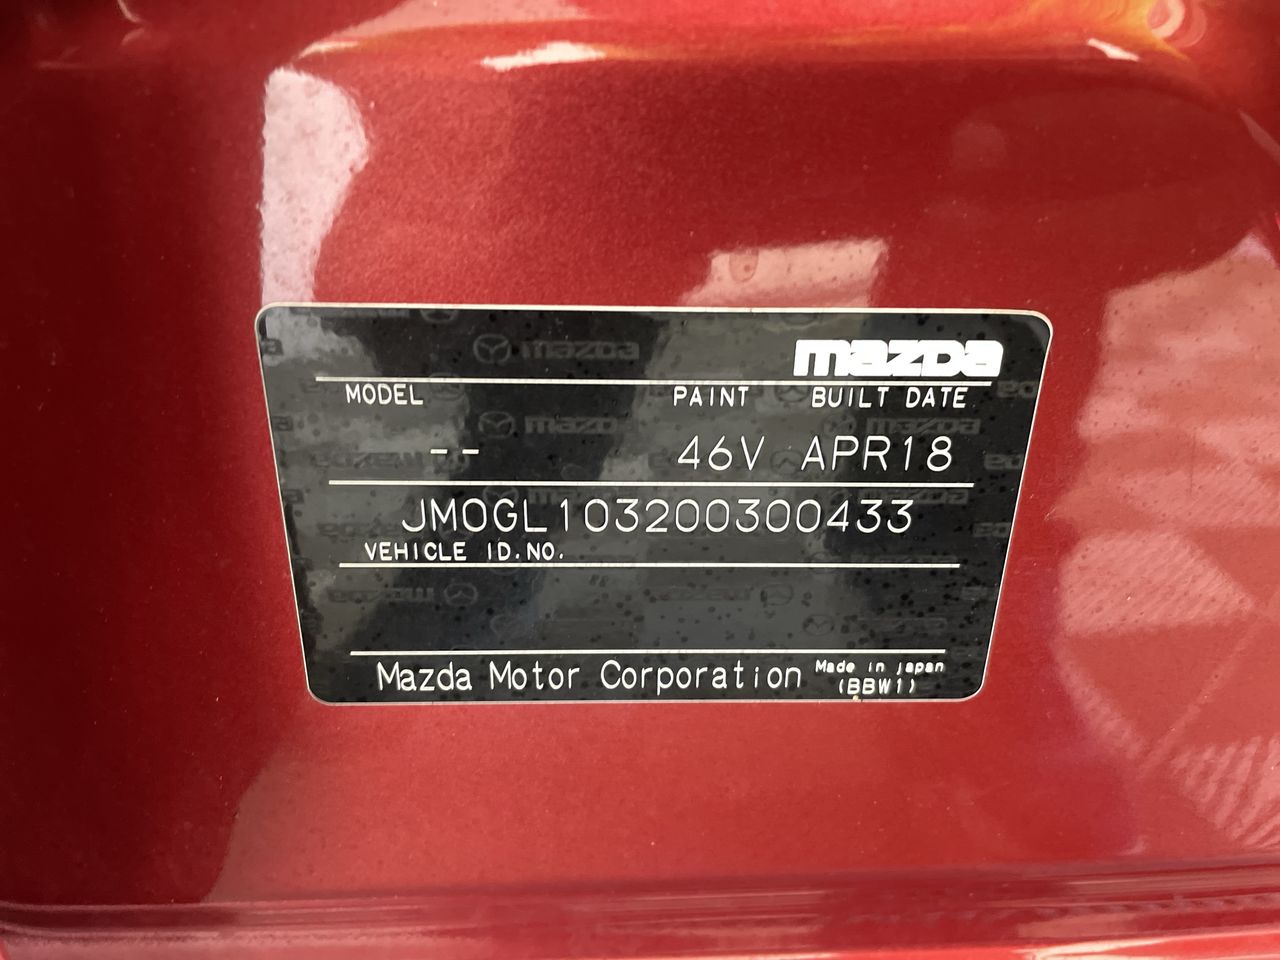 mazda
MODEL PAINT BUILT DATE
-- 46V APR18
JM0GL103200300433
VEHICLE ID.NO.
Mazda Motor Corporation Made in Japan
(BBW1)